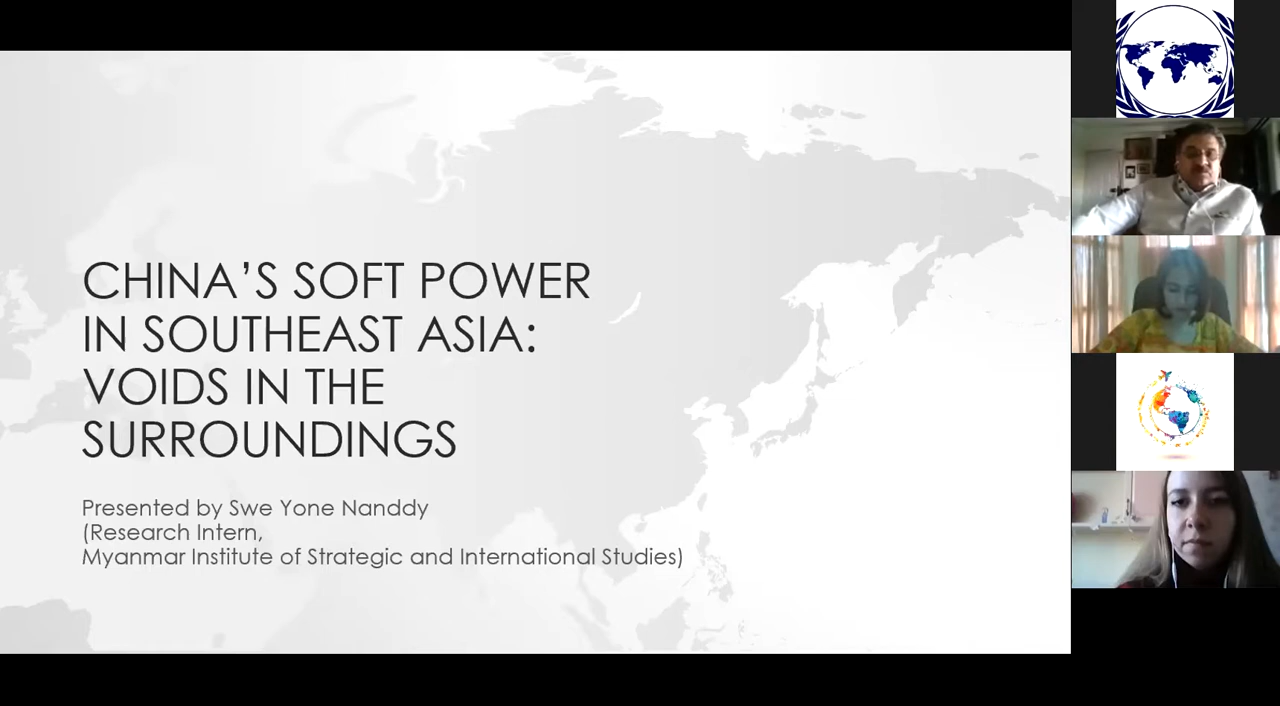 CHINA’S SOFT POWER
IN SOUTHEAST ASIA:
VOIDS IN THE
SURROUNDINGS
Presented by Swe Yone Nanddy
(Research Intern,
Myanmar Institute of Strategic and International Studies)